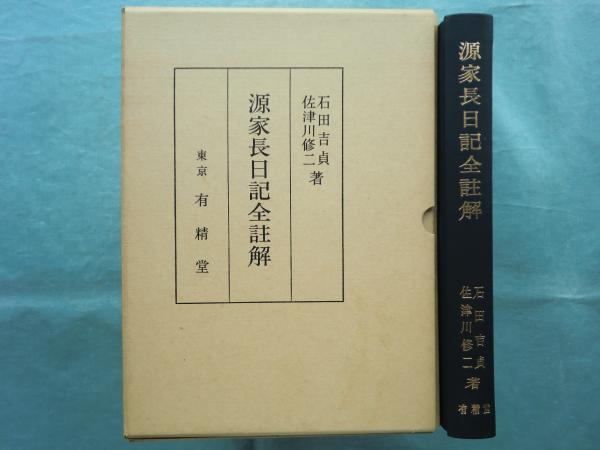 石田吉貞
佐津川修二
著
源家長日記全註解
東京 有精堂
源家長日記全註解
石田吉貞
佐津川修二
著
有精堂